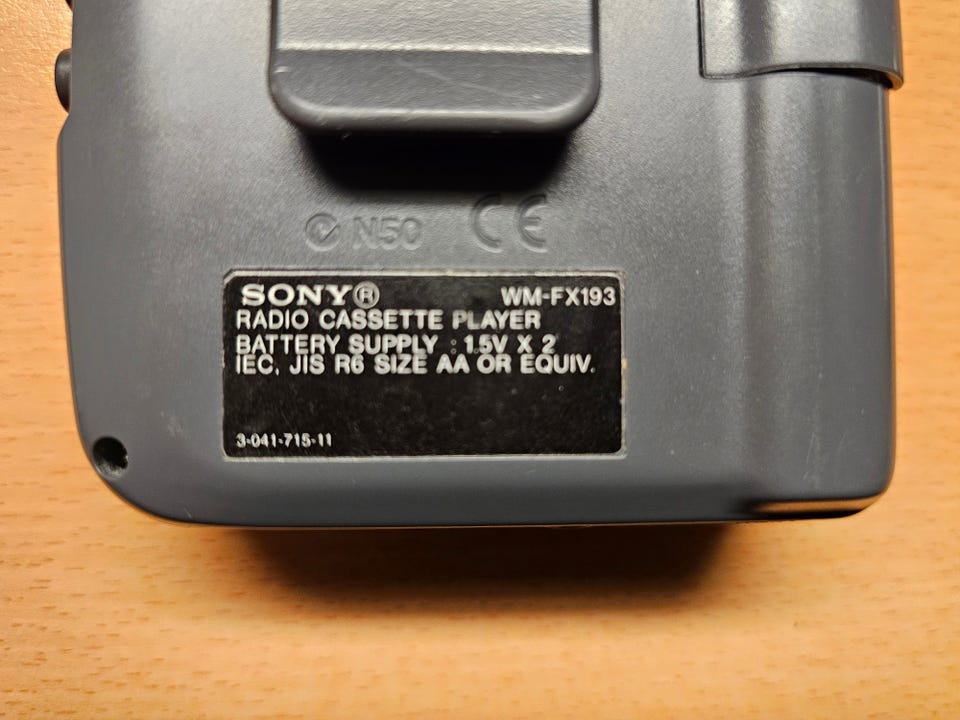 N50 CE
SONY® WM-FX193
RADIO CASSETTE PLAYER
BATTERY SUPPLY : 1.5V X 2
IEC, JIS R6 SIZE AA OR EQUIV.
3-041-715-11